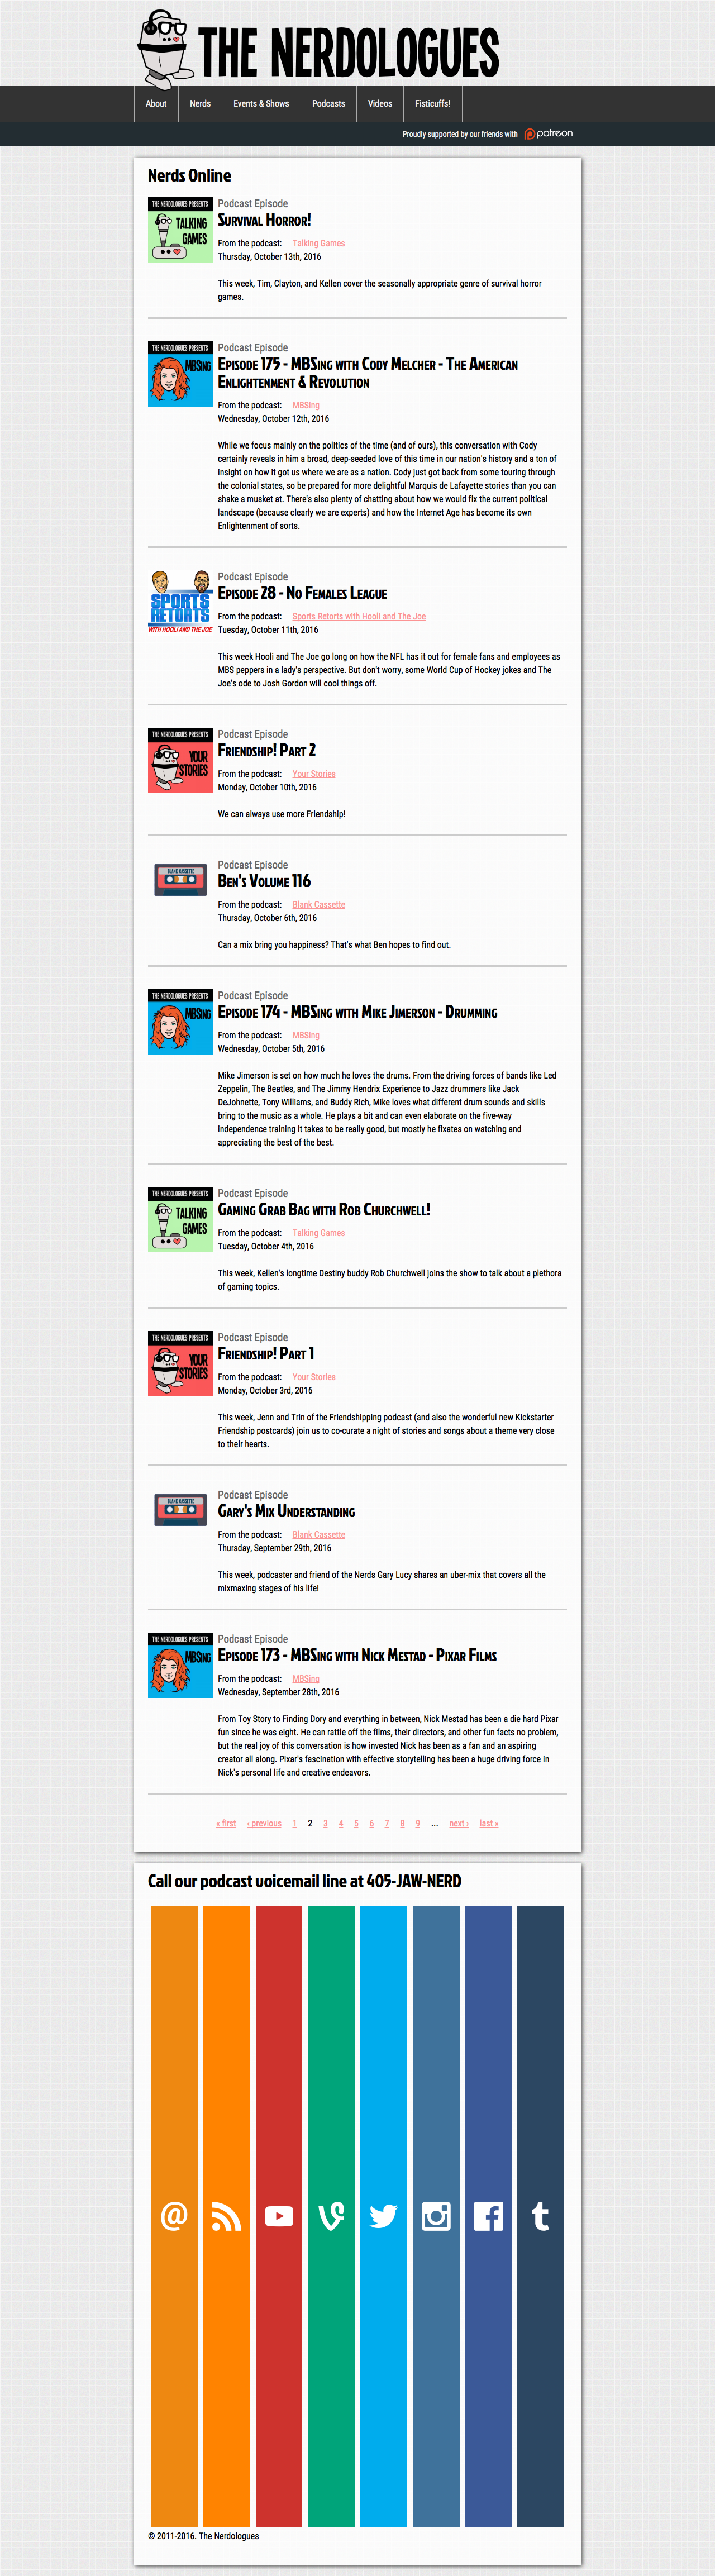 THE NERDOLOGUES
About Nerds Events & Shows Podcasts Videos Fisticuffs!
Proudly supported by our friends with patreon
Nerds Online
THE NERDOLOGUES PRESENTS
TALKING
GAMES
Podcast Episode
Survival Horror!
From the podcast: Talking Games
Thursday, October 13th, 2016
This week, Tim, Clayton, and Kellen cover the seasonally appropriate genre of survival horror
games.
THE NERDOLOGUES PRESENTS
MBSing
Podcast Episode
Episode 175 - MBSing with Cody Melcher - The American
Enlightenment & Revolution
From the podcast: MBSing
Wednesday, October 12th, 2016
While we focus mainly on the politics of the time (and of ours), this conversation with Cody
certainly reveals in him a broad, deep-seeded love of this time in our nation's history and a ton of
insight on how it got us where we are as a nation. Cody just got back from some touring through
the colonial states, so be prepared for more delightful Marquis de Lafayette stories than you can
shake a musket at. There's also plenty of chatting about how we would fix the current political
landscape (because clearly we are experts) and how the Internet Age has become its own
Enlightenment of sorts.
SPORTS
RETORTS
WITH HOOLI AND THE JOE
Podcast Episode
Episode 28 - No Females League
From the podcast: Sports Retorts with Hooli and The Joe
Tuesday, October 11th, 2016
This week Hooli and The Joe go long on how the NFL has it out for female fans and employees as
MBS peppers in a lady's perspective. But don't worry, some World Cup of Hockey jokes and The
Joe's ode to Josh Gordon will cool things off.
THE NERDOLOGUES PRESENTS
YOUR
STORIES
Podcast Episode
Friendship! Part 2
From the podcast: Your Stories
Monday, October 10th, 2016
We can always use more Friendship!
BLANK CASSETTE
Podcast Episode
Ben's Volume 116
From the podcast: Blank Cassette
Thursday, October 6th, 2016
Can a mix bring you happiness? That's what Ben hopes to find out.
THE NERDOLOGUES PRESENTS
MBSing
Podcast Episode
Episode 174 - MBSing with Mike Jimerson - Drumming
From the podcast: MBSing
Wednesday, October 5th, 2016
Mike Jimerson is set on how much he loves the drums. From the driving forces of bands like Led
Zeppelin, The Beatles, and The Jimmy Hendrix Experience to Jazz drummers like Jack
DeJohnette, Tony Williams, and Buddy Rich, Mike loves what different drum sounds and skills
bring to the music as a whole. He plays a bit and can even elaborate on the five-way
independence training it takes to be really good, but mostly he fixates on watching and
appreciating the best of the best.
THE NERDOLOGUES PRESENTS
TALKING
GAMES
Podcast Episode
Gaming Grab Bag with Rob Churchwell!
From the podcast: Talking Games
Tuesday, October 4th, 2016
This week, Kellen's longtime Destiny buddy Rob Churchwell joins the show to talk about a plethora
of gaming topics.
THE NERDOLOGUES PRESENTS
YOUR
STORIES
Podcast Episode
Friendship! Part 1
From the podcast: Your Stories
Monday, October 3rd, 2016
This week, Jenn and Trin of the Friendshipping podcast (and also the wonderful new Kickstarter
Friendship postcards) join us to co-curate a night of stories and songs about a theme very close
to their hearts.
BLANK CASSETTE
Podcast Episode
Gary's Mix Understanding
From the podcast: Blank Cassette
Thursday, September 29th, 2016
This week, podcaster and friend of the Nerds Gary Lucy shares an uber-mix that covers all the
mixmaxing stages of his life!
THE NERDOLOGUES PRESENTS
MBSing
Podcast Episode
Episode 173 - MBSing with Nick Mestad - Pixar Films
From the podcast: MBSing
Wednesday, September 28th, 2016
From Toy Story to Finding Dory and everything in between, Nick Mestad has been a die hard Pixar
fun since he was eight. He can rattle off the films, their directors, and other fun facts no problem,
but the real joy of this conversation is how invested Nick has been as a fan and an aspiring
creator all along. Pixar's fascination with effective storytelling has been a huge driving force in
Nick's personal life and creative endeavors.
« first ‹ previous 1 2 3 4 5 6 7 8 9 … next › last »
Call our podcast voicemail line at 405-JAW-NERD
© 2011-2016. The Nerdologues